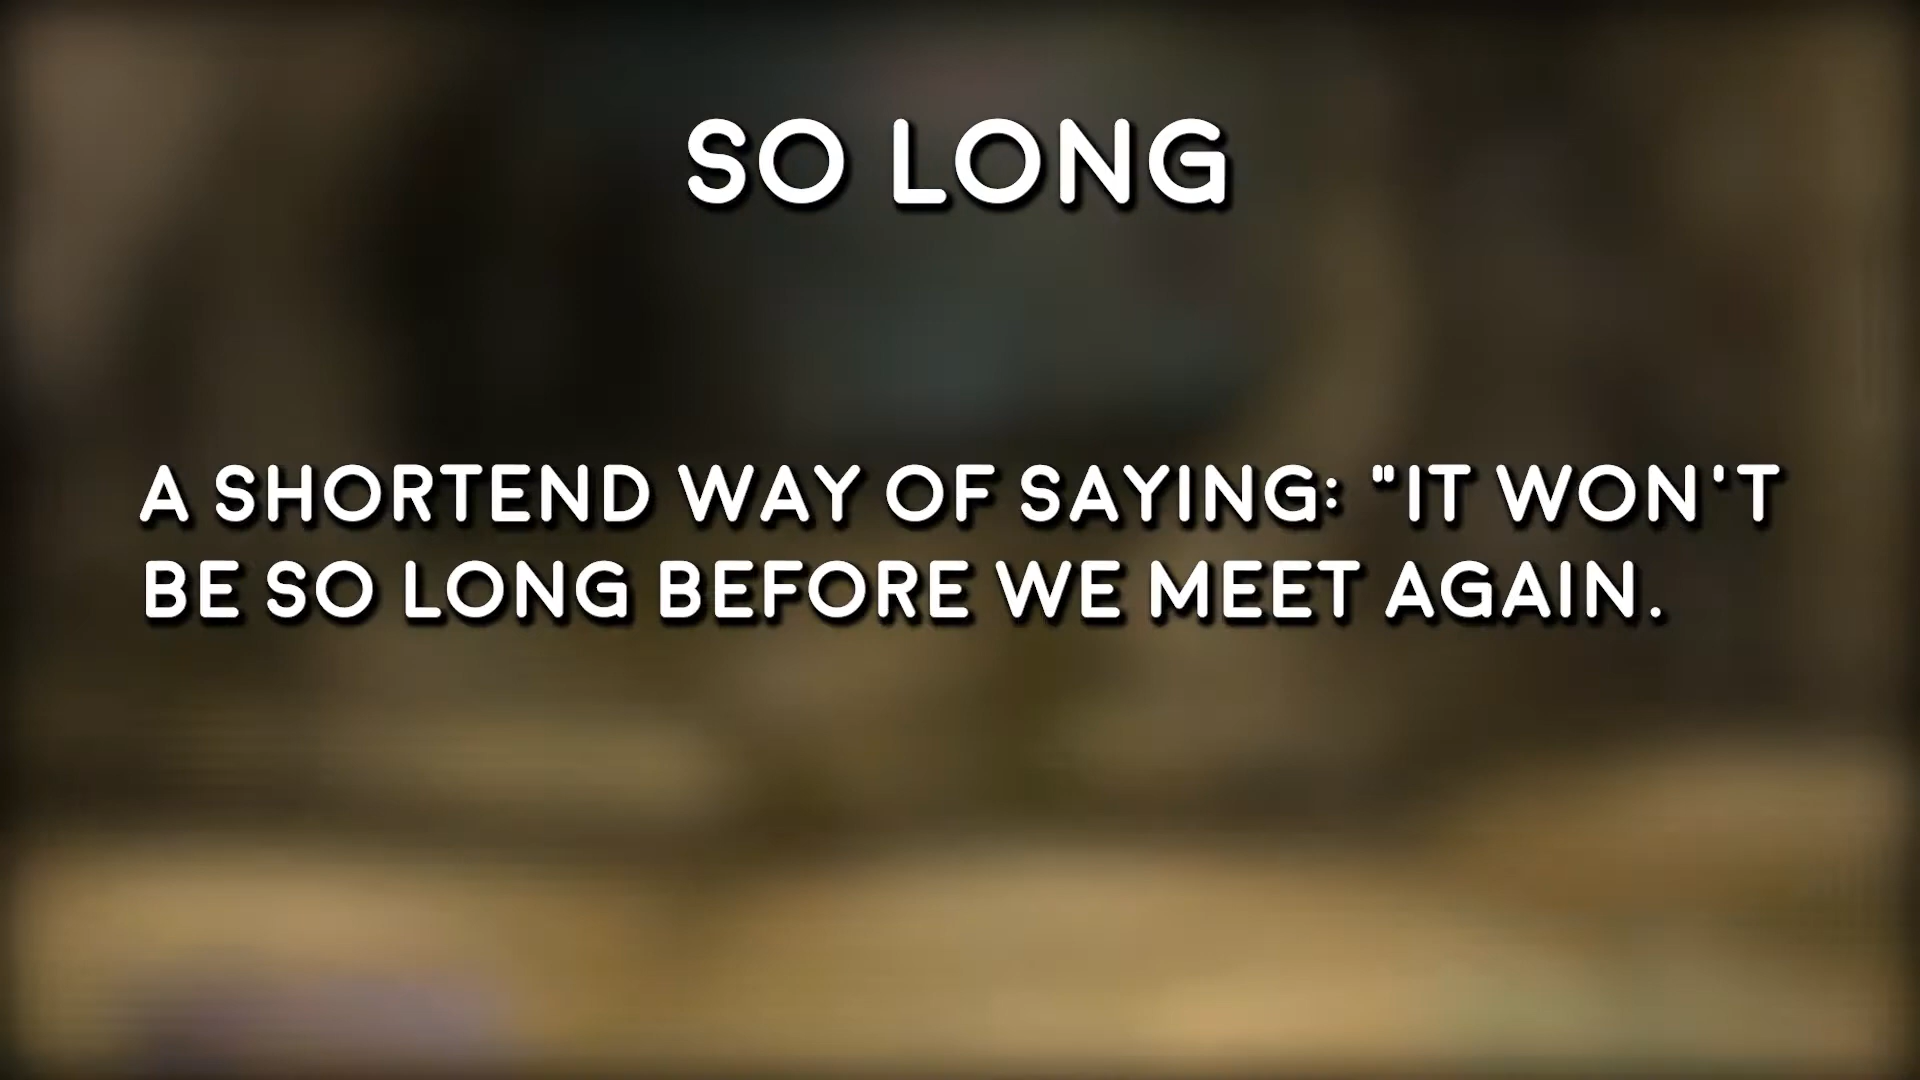 SO LONG
A SHORTEND WAY OF SAYING: "IT WON'T
BE SO LONG BEFORE WE MEET AGAIN.